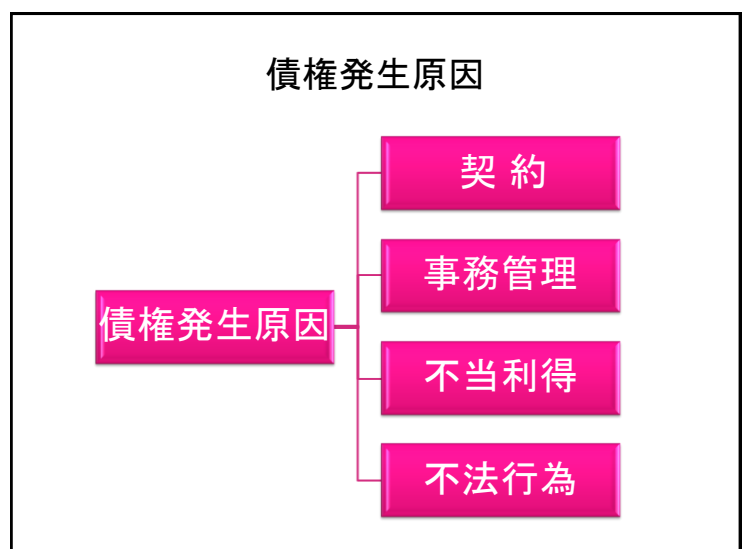 債権発生原因
債権発生原因
契 約
事務管理
不当利得
不法行為